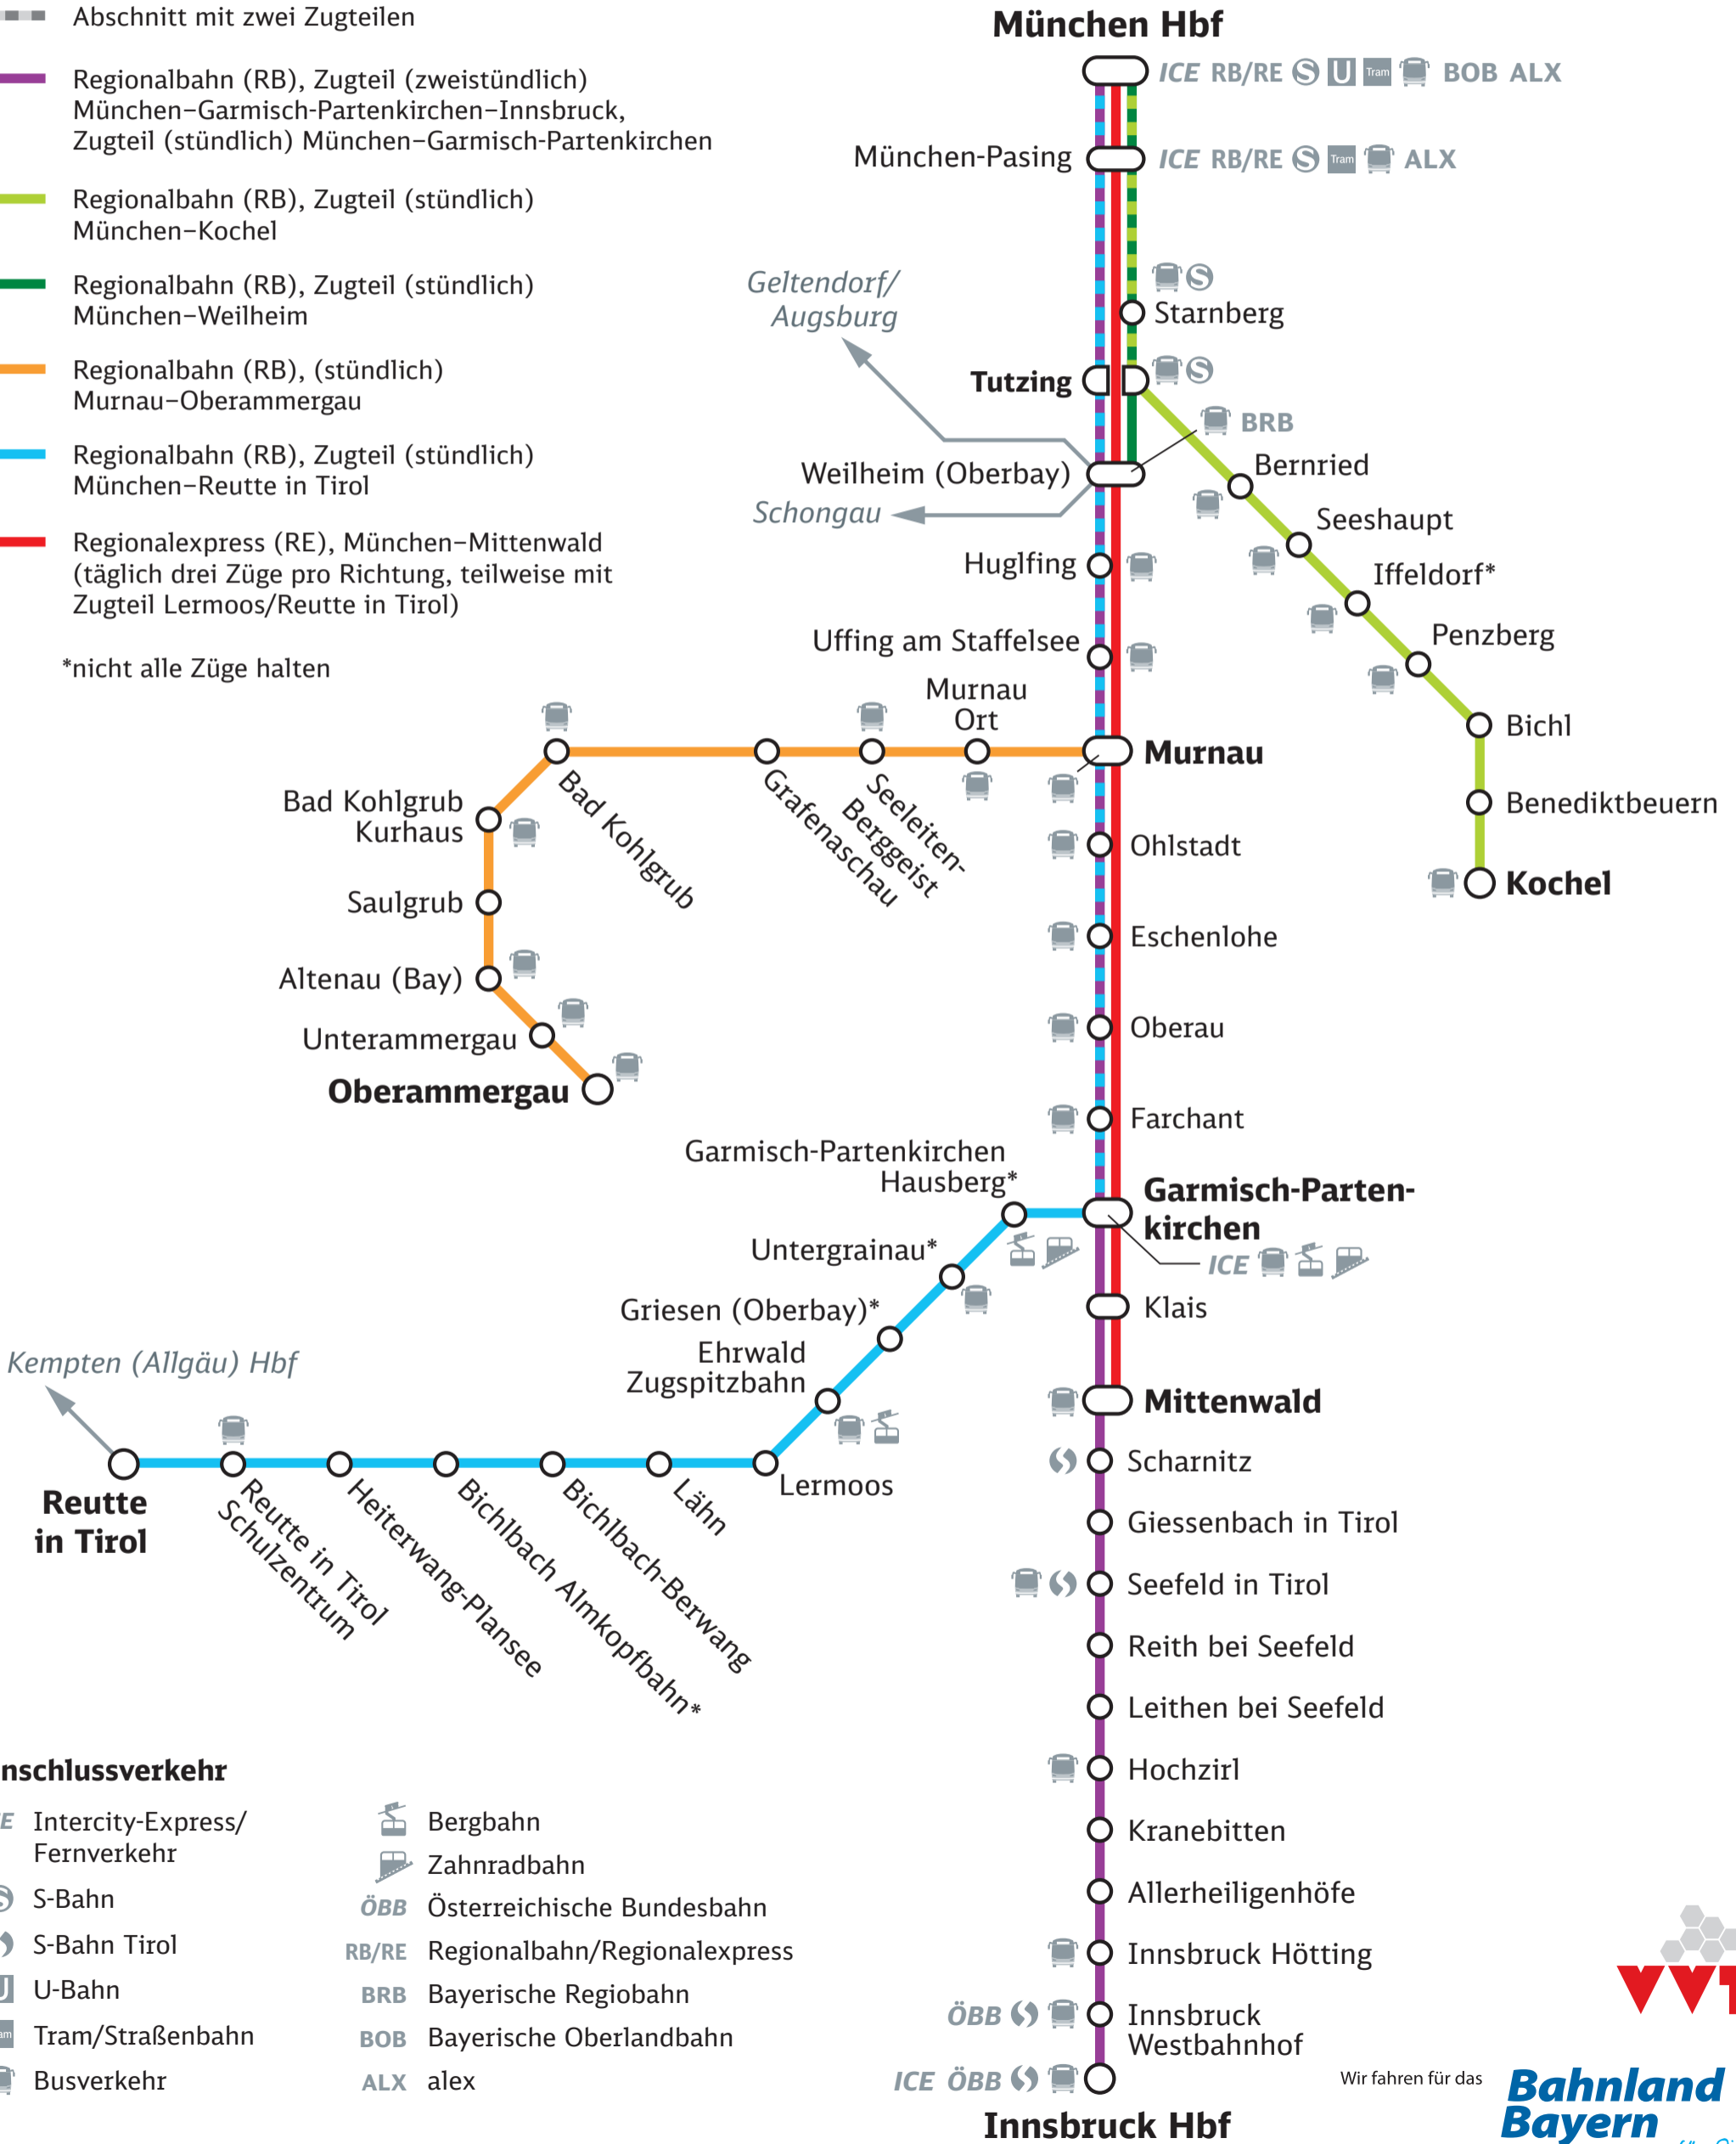 Abschnitt mit zwei Zugteilen
Regionalbahn (RB), Zugteil (zweistündlich)
München–Garmisch-Partenkirchen–Innsbruck,
Zugteil (stündlich) München–Garmisch-Partenkirchen
Regionalbahn (RB), Zugteil (stündlich)
München–Kochel
Regionalbahn (RB), Zugteil (stündlich)
München–Weilheim
Regionalbahn (RB), (stündlich)
Murnau–Oberammergau
Regionalbahn (RB), Zugteil (stündlich)
München–Reutte in Tirol
Regionalexpress (RE), München–Mittenwald
(täglich drei Züge pro Richtung, teilweise mit
Zugteil Lermoos/Reutte in Tirol)
*nicht alle Züge halten
München Hbf
ICE RB/RE S U Tram BOB ALX
München-Pasing
ICE RB/RE S Tram ALX
S
Starnberg
Geltendorf/
Augsburg
Tutzing
S
BRB
Weilheim (Oberbay)
Schongau
Bernried
Seeshaupt
Iffeldorf*
Penzberg
Bichl
Benediktbeuern
Kochel
Huglfing
Uffing am Staffelsee
Murnau
Ort
Murnau
Seeleiten-
Berggeist
Grafenaschau
Bad Kohlgrub
Bad Kohlgrub
Kurhaus
Saulgrub
Altenau (Bay)
Unterammergau
Oberammergau
Ohlstadt
Eschenlohe
Oberau
Farchant
Garmisch-Parten-
kirchen
ICE
Garmisch-Partenkirchen
Hausberg*
Untergrainau*
Griesen (Oberbay)*
Ehrwald
Zugspitzbahn
Lermoos
Lähn
Bichlbach-Berwang
Bichlbach Almkopfbahn*
Heiterwang-Plansee
Reutte in Tirol
Schulzentrum
Reutte
in Tirol
Kempten (Allgäu) Hbf
Klais
Mittenwald
Scharnitz
Giessenbach in Tirol
Seefeld in Tirol
Reith bei Seefeld
Leithen bei Seefeld
Hochzirl
Kranebitten
Allerheiligenhöfe
Innsbruck Hötting
ÖBB
Innsbruck
Westbahnhof
ICE ÖBB
Innsbruck Hbf
nschlussverkehr
E Intercity-Express/
Fernverkehr
S S-Bahn
S-Bahn Tirol
U U-Bahn
am Tram/Straßenbahn
Busverkehr
Bergbahn
Zahnradbahn
ÖBB Österreichische Bundesbahn
RB/RE Regionalbahn/Regionalexpress
BRB Bayerische Regiobahn
BOB Bayerische Oberlandbahn
ALX alex
VVT
Wir fahren für das
Bahnland
Bayern